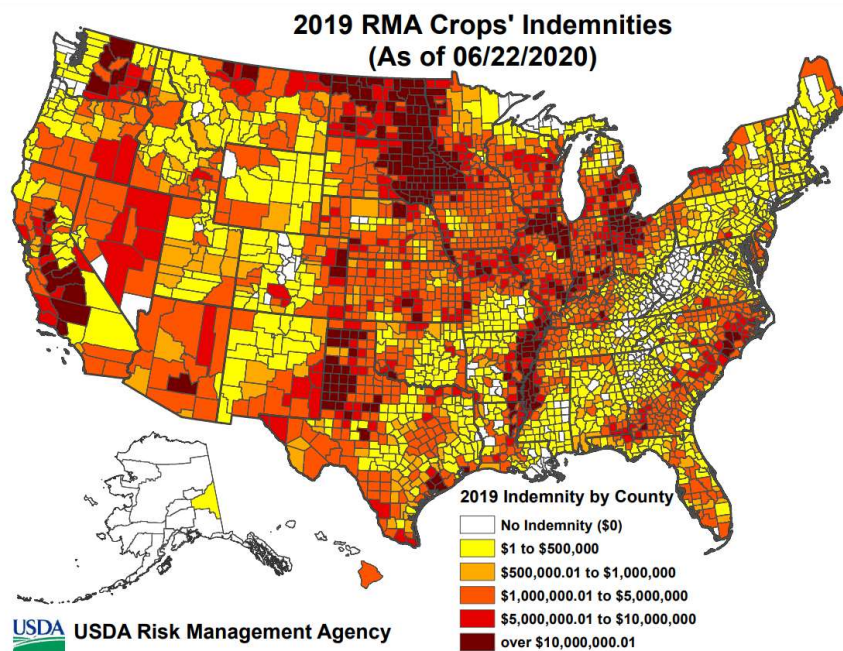 2019 RMA Crops' Indemnities
(As of 06/22/2020)
2019 Indemnity by County
No Indemnity ($0)
$1 to $500,000
$500,000.01 to $1,000,000
$1,000,000.01 to $5,000,000
$5,000,000.01 to $10,000,000
over $10,000,000.01
USDA USDA Risk Management Agency